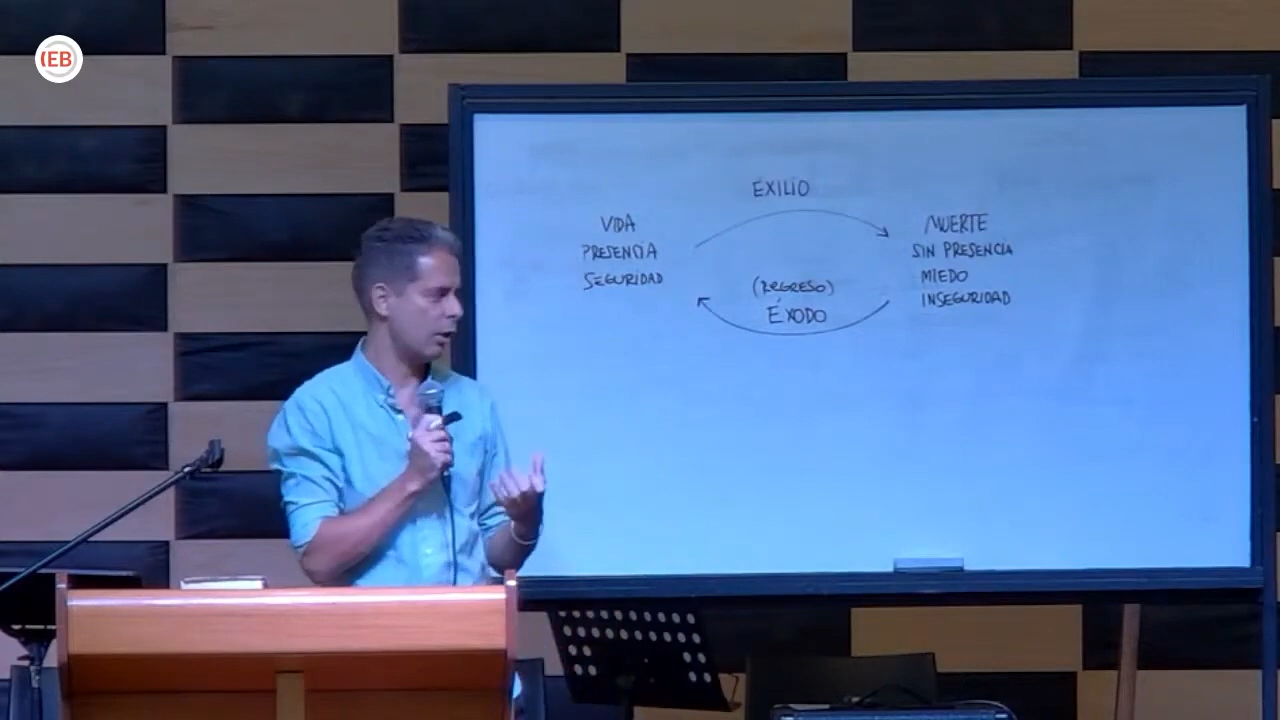 IEB
EXILIO
VIDA
PRESENCIA
SEGURIDAD
MUERTE
SIN PRESENCIA
MIEDO
INSEGURIDAD
(REGRESO)
ÉXODO